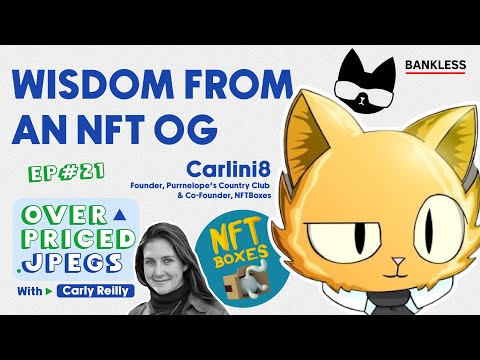 WISDOM FROM
AN NFT OG
BANKLESS
EP#21
Carlini8
Founder, Purrnelope's Country Club
& Co-Founder, NFTBoxes
OVER
PRICED
.JPEGS
With
Carly Reilly
NFT
BOXES